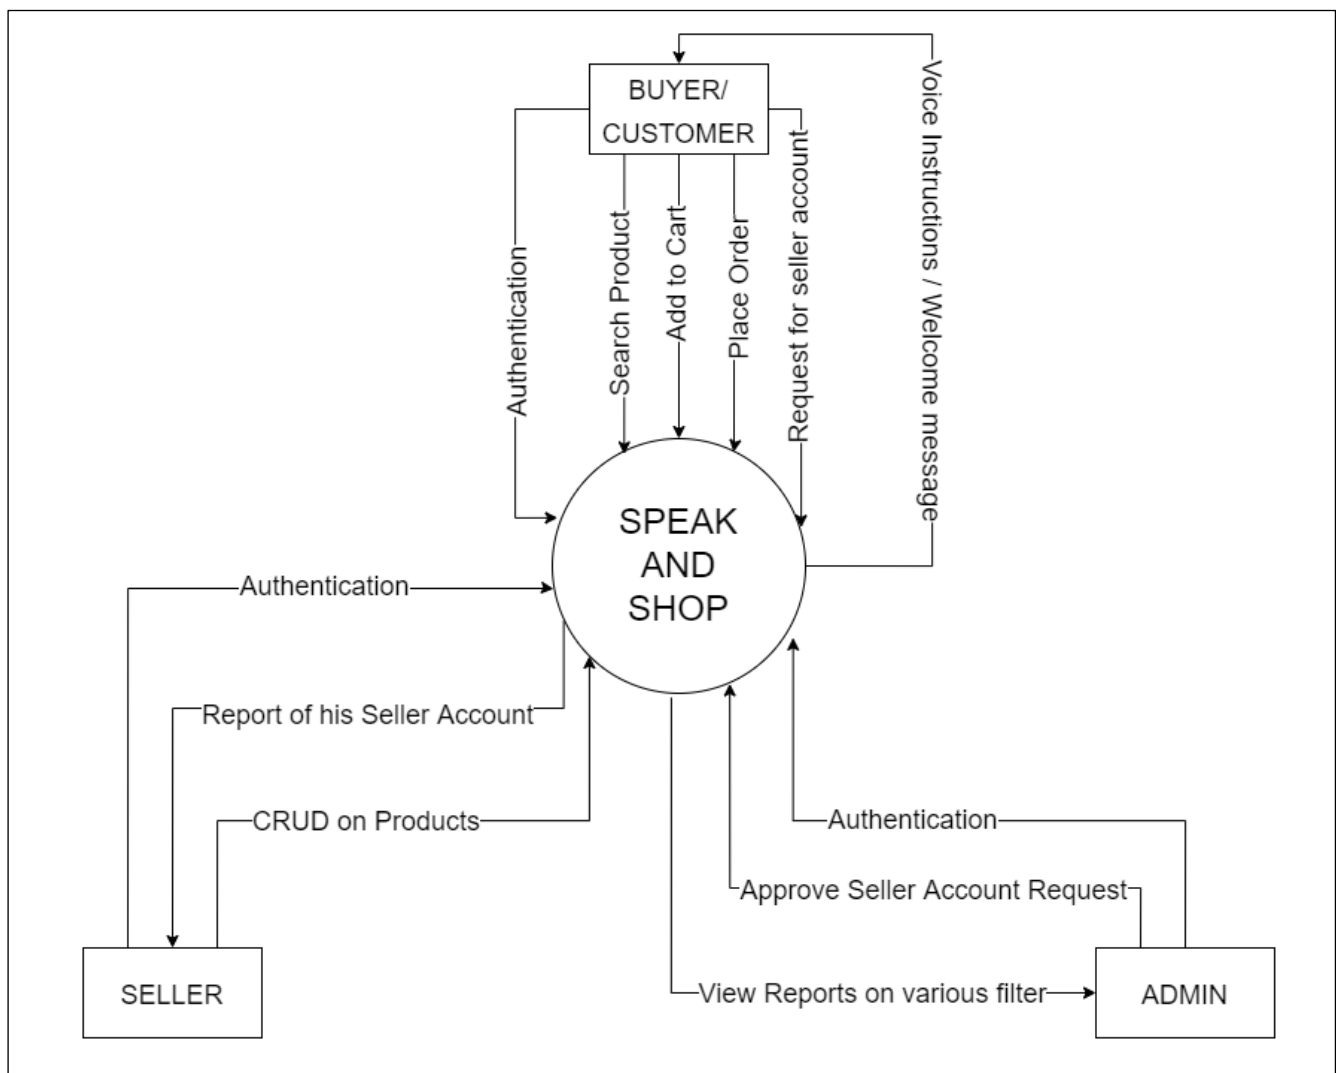 BUYER/
CUSTOMER
Voice Instructions / Welcome message
Authentication
Search Product
Add to Cart
Place Order
Request for seller account
SPEAK
AND
SHOP
Authentication
Report of his Seller Account
CRUD on Products
Authentication
Approve Seller Account Request
View Reports on various filter
SELLER
ADMIN